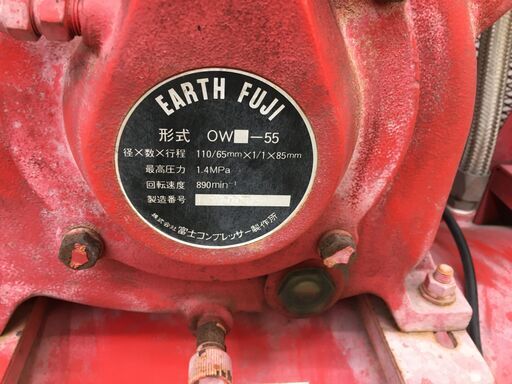 EARTH FUJI
形式 OW■-55
径×数×行程 110/65mm×1/1×85mm
最高圧力 1.4MPa
回転速度 890min⁻¹
製造番号
株式会社 富士コンプレッサー製作所